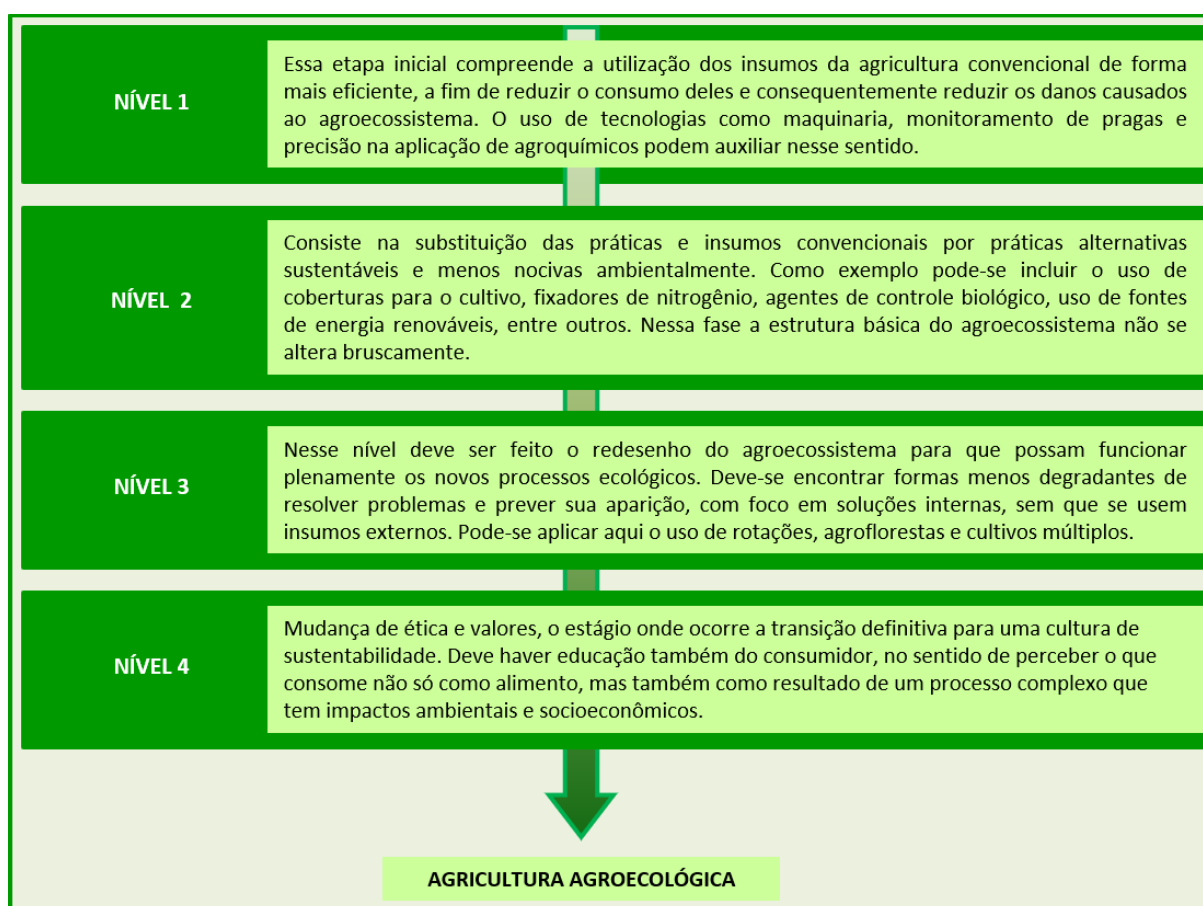 NÍVEL 1
Essa etapa inicial compreende a utilização dos insumos da agricultura convencional de forma
mais eficiente, a fim de reduzir o consumo deles e consequentemente reduzir os danos causados
ao agroecossistema. O uso de tecnologias como maquinaria, monitoramento de pragas e
precisão na aplicação de agroquímicos podem auxiliar nesse sentido.
NÍVEL 2
Consiste na substituição das práticas e insumos convencionais por práticas alternativas
sustentáveis e menos nocivas ambientalmente. Como exemplo pode-se incluir o uso de
coberturas para o cultivo, fixadores de nitrogênio, agentes de controle biológico, uso de fontes
de energia renováveis, entre outros. Nessa fase a estrutura básica do agroecossistema não se
altera bruscamente.
NÍVEL 3
Nesse nível deve ser feito o redesenho do agroecossistema para que possam funcionar
plenamente os novos processos ecológicos. Deve-se encontrar formas menos degradantes de
resolver problemas e prever sua aparição, com foco em soluções internas, sem que se usem
insumos externos. Pode-se aplicar aqui o uso de rotações, agroflorestas e cultivos múltiplos.
NÍVEL 4
Mudança de ética e valores, o estágio onde ocorre a transição definitiva para uma cultura de
sustentabilidade. Deve haver educação também do consumidor, no sentido de perceber o que
consome não só como alimento, mas também como resultado de um processo complexo que
tem impactos ambientais e socioeconômicos.
AGRICULTURA AGROECOLÓGICA